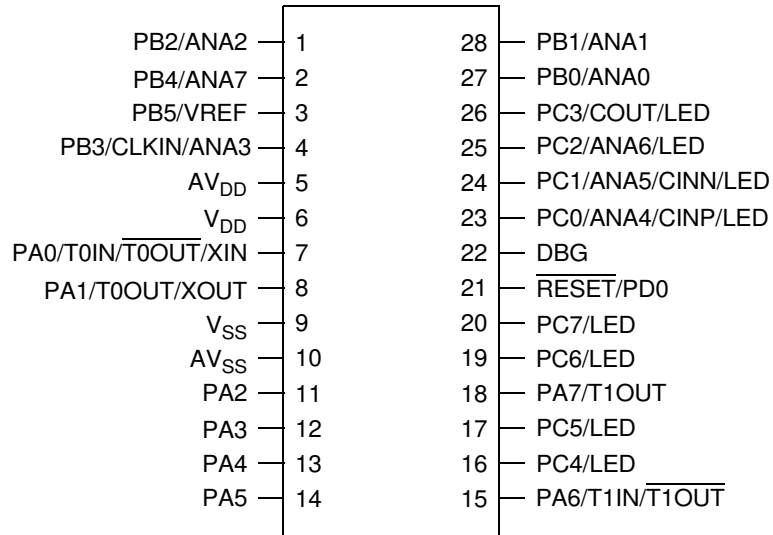 PB2/ANA2 1 28 PB1/ANA1
PB4/ANA7 2 27 PB0/ANA0
PB5/VREF 3 26 PC3/COUT/LED
PB3/CLKIN/ANA3 4 25 PC2/ANA6/LED
AVDD 5 24 PC1/ANA5/CINN/LED
VDD 6 23 PC0/ANA4/CINP/LED
PA0/T0IN/T0OUT/XIN 7 22 DBG
PA1/T0OUT/XOUT 8 21 RESET/PD0
VSS 9 20 PC7/LED
AVSS 10 19 PC6/LED
PA2 11 18 PA7/T1OUT
PA3 12 17 PC5/LED
PA4 13 16 PC4/LED
PA5 14 15 PA6/T1IN/T1OUT